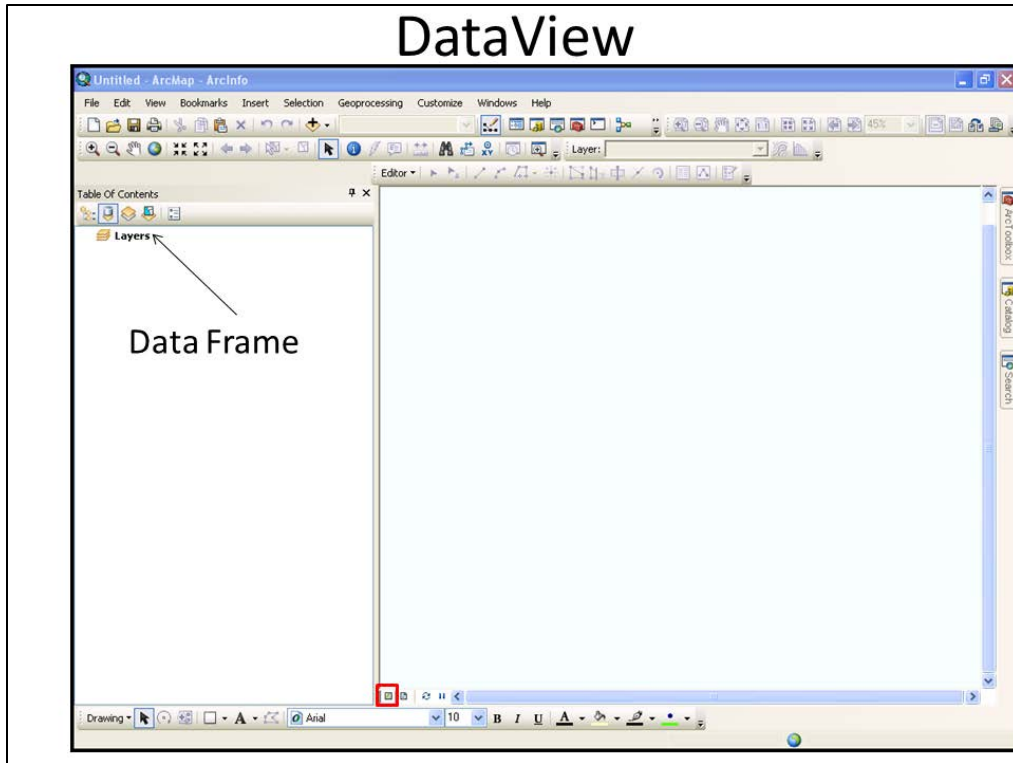 DataView
Untitled - ArcMap - ArcInfo
File Edit View Bookmarks Insert Selection Geoprocessing Customize Windows Help
45%
Layer:
Editor
Table Of Contents
Layers
Data Frame
ArcToolbox
Catalog
Search
Drawing A Arial 10 B I U A